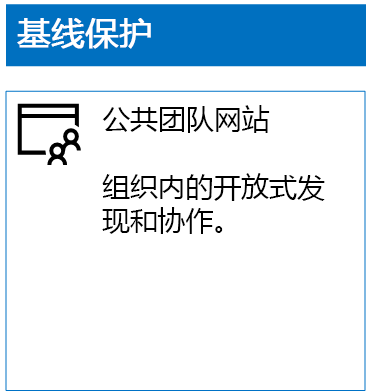 基线保护
公共团队网站
组织内的开放式发
现和协作。